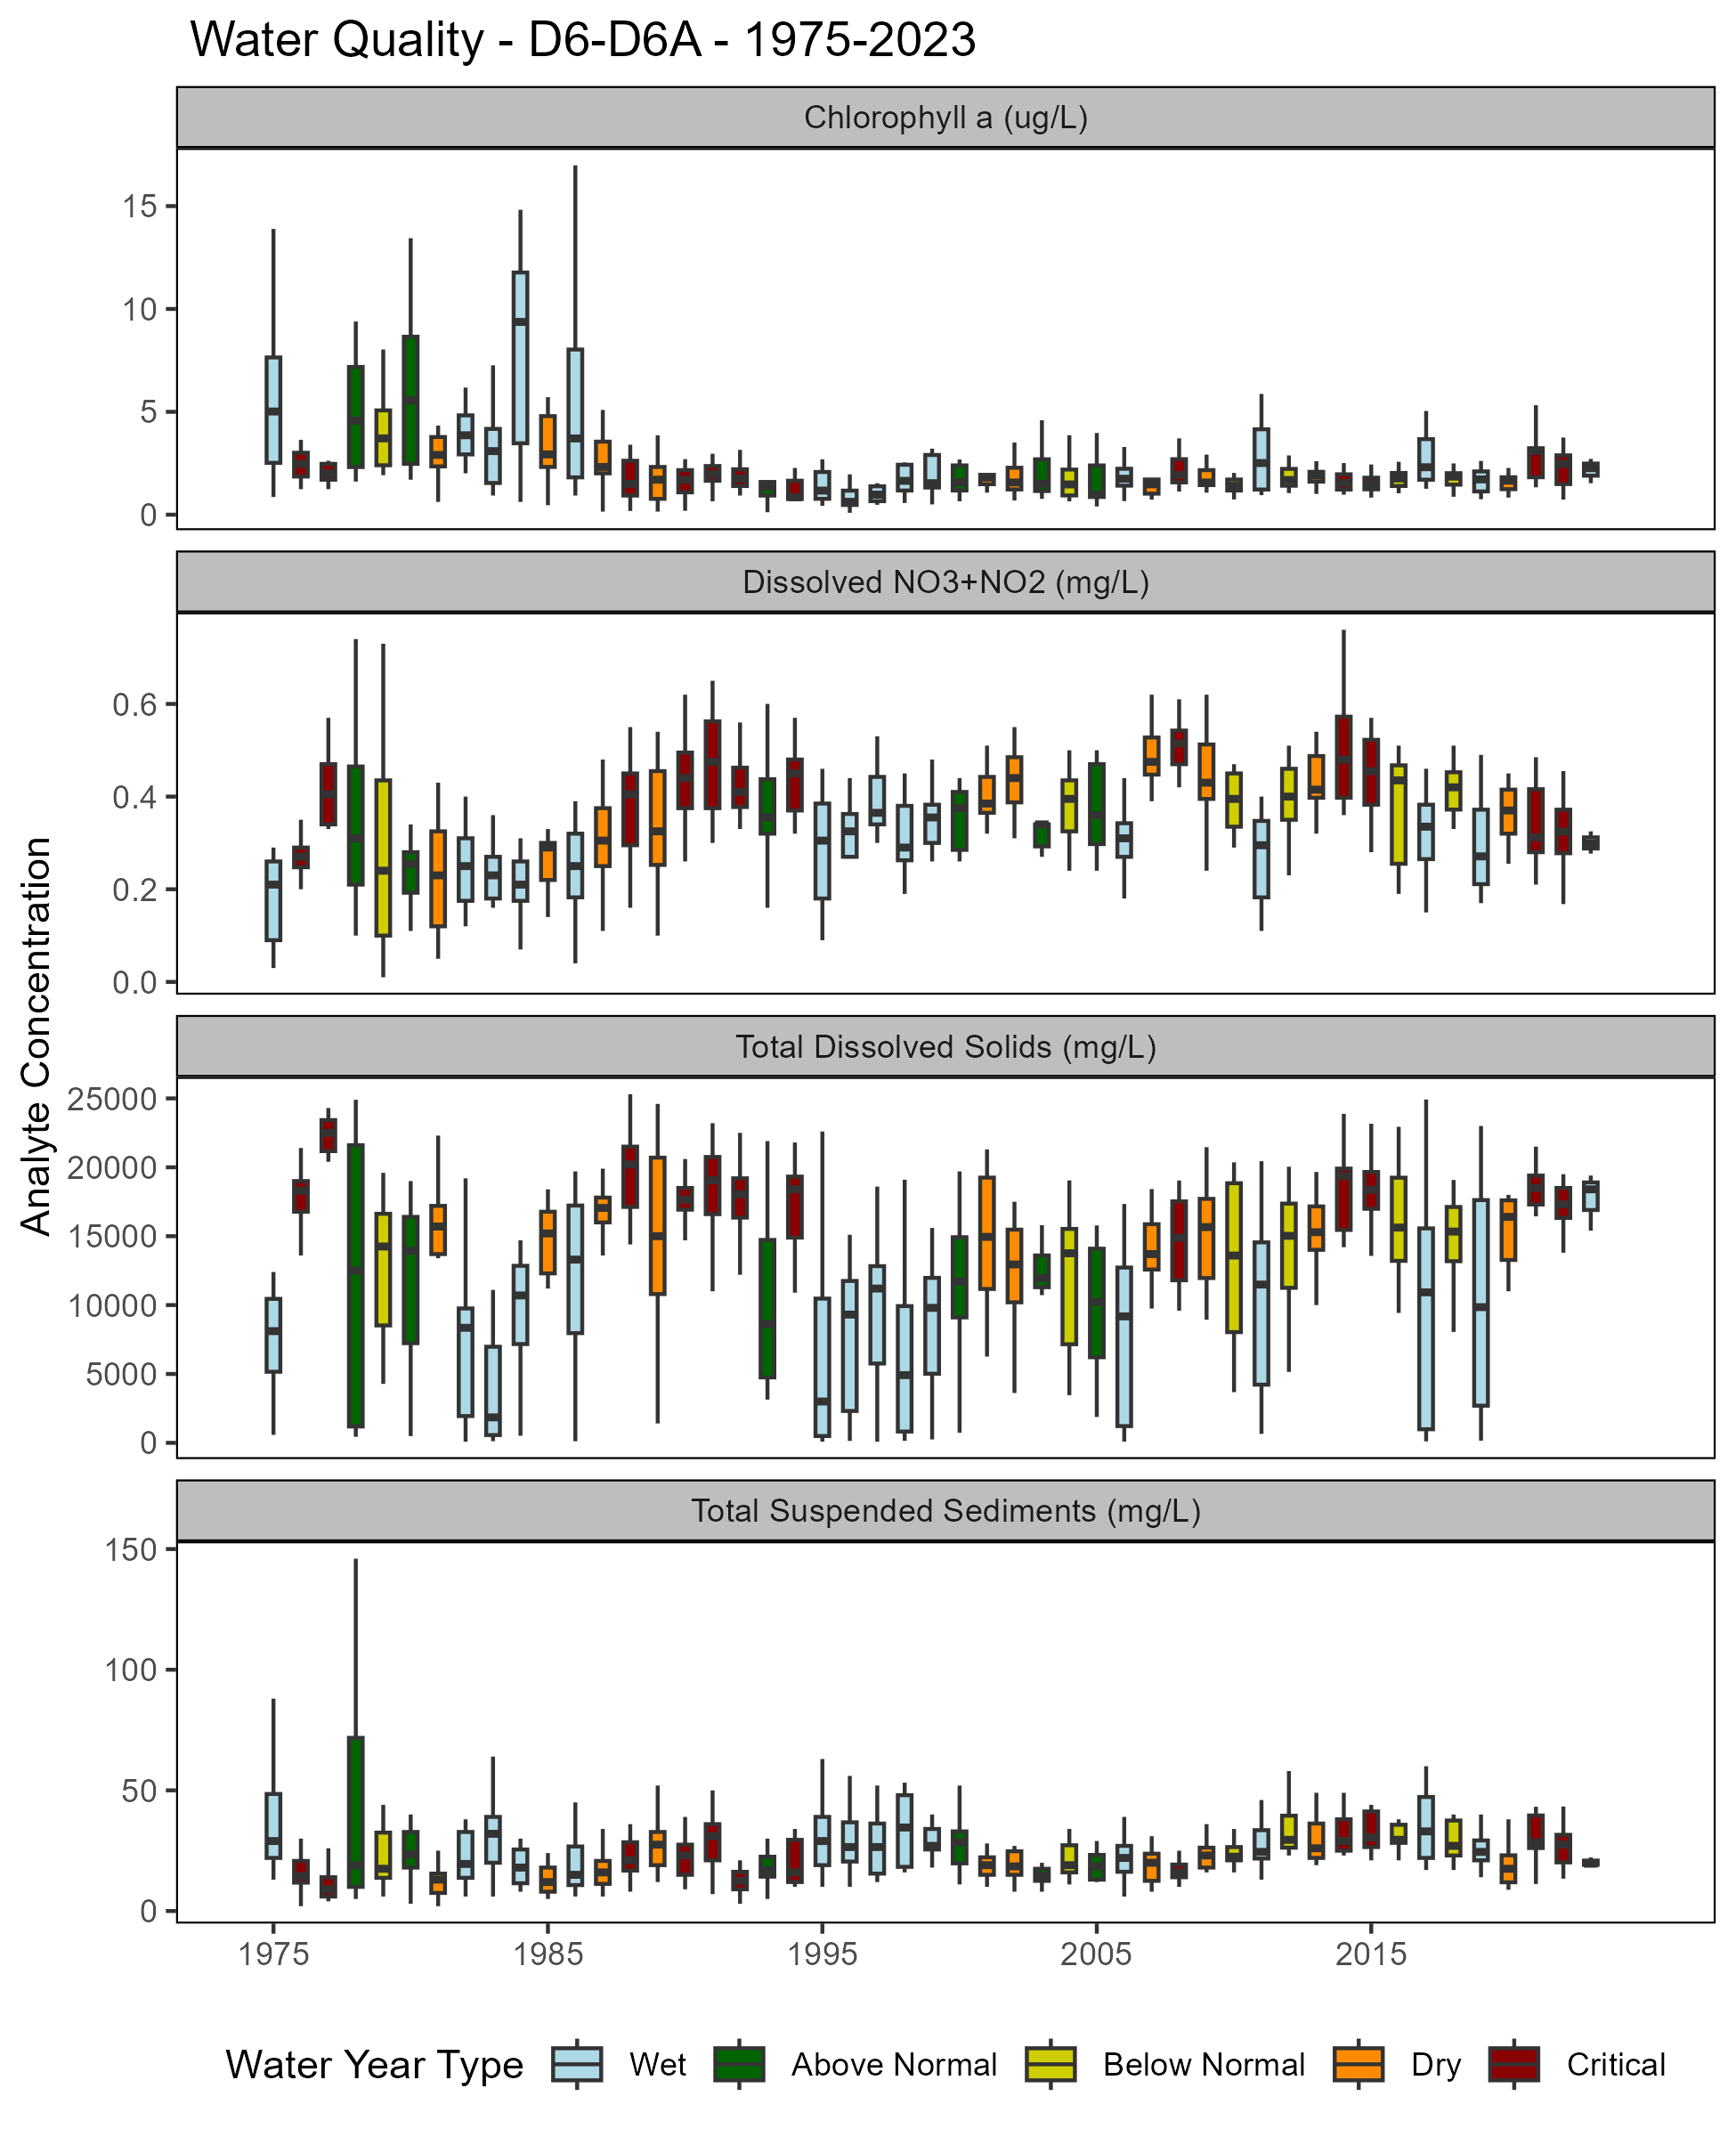 Water Quality - D6-D6A - 1975-2023
Chlorophyll a (ug/L)
15
10
5
0
Dissolved NO3+NO2 (mg/L)
0.6
0.4
0.2
0.0
Analyte Concentration
Total Dissolved Solids (mg/L)
25000
20000
15000
10000
5000
0
Total Suspended Sediments (mg/L)
150
100
50
0
1975 1985 1995 2005 2015
Water Year Type Wet Above Normal Below Normal Dry Critical